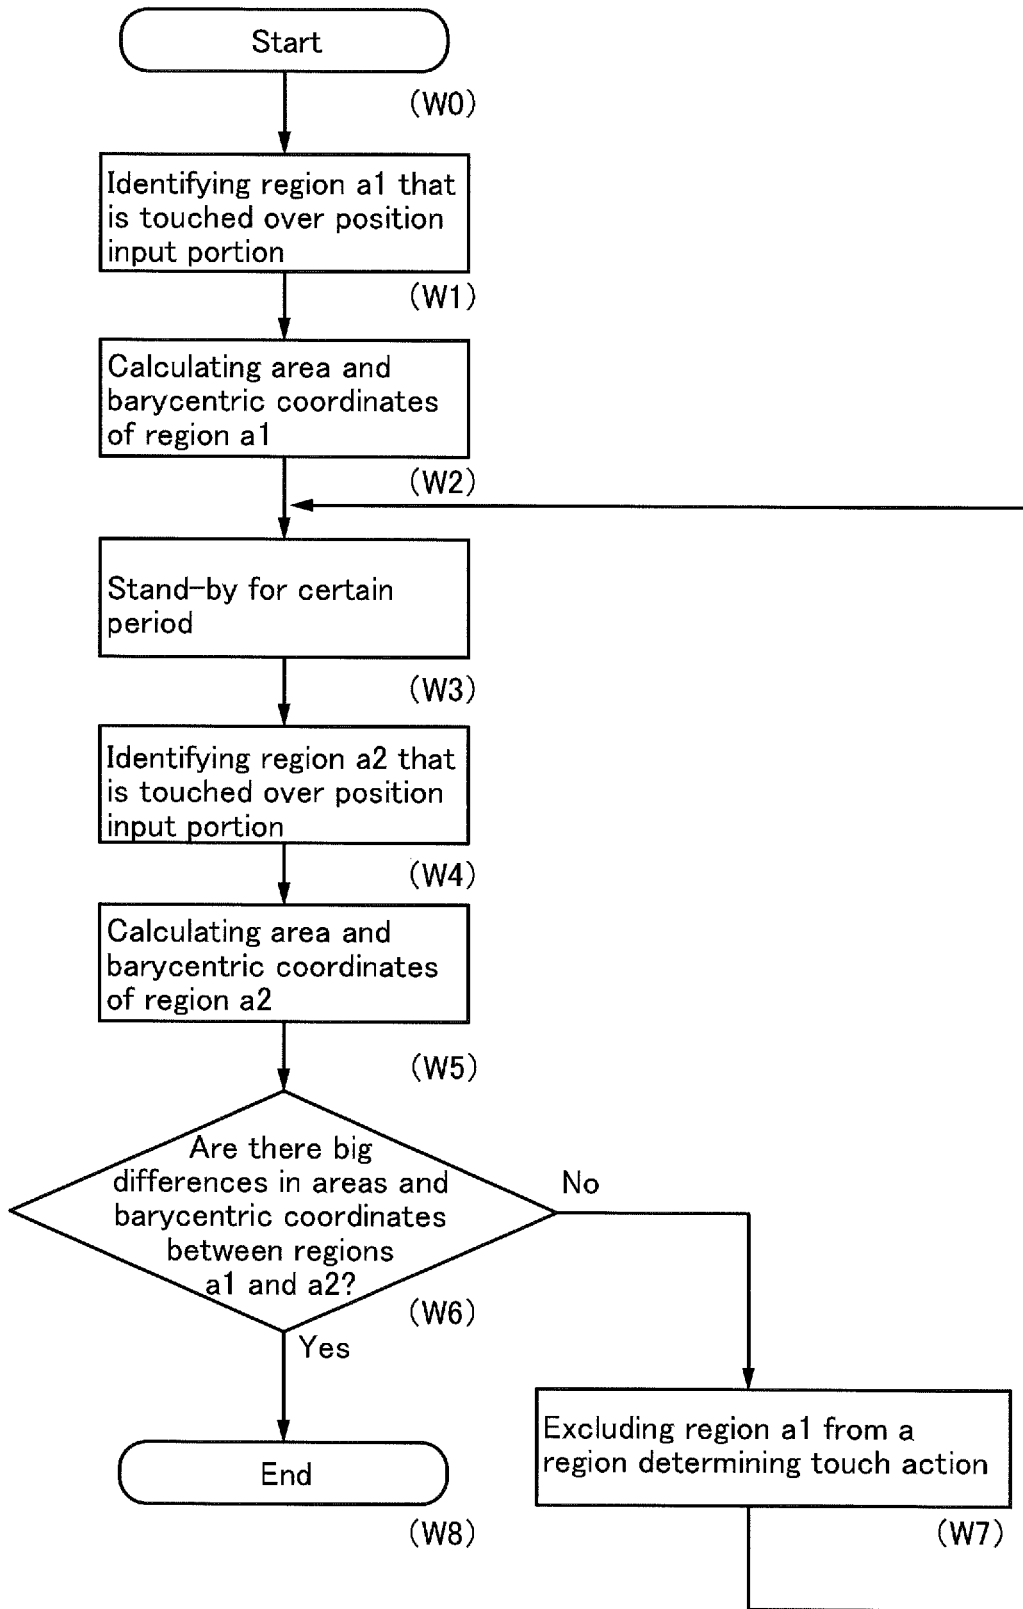 Start
(W0)
Identifying region a1 that
is touched over position
input portion
(W1)
Calculating area and
barycentric coordinates
of region a1
(W2)
Stand-by for certain
period
(W3)
Identifying region a2 that
is touched over position
input portion
(W4)
Calculating area and
barycentric coordinates
of region a2
(W5)
Are there big
differences in areas and
barycentric coordinates
between regions
a1 and a2?
No
(W6)
Yes
Excluding region a1 from a
region determining touch action
(W7)
End
(W8)